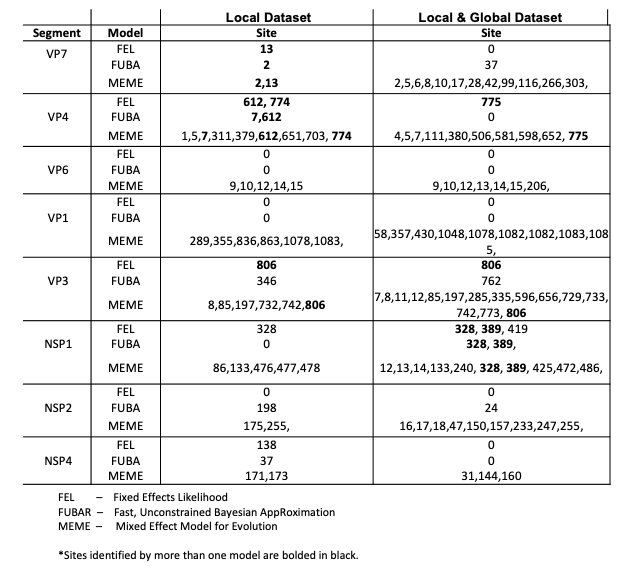 Local Dataset Local & Global Dataset
Segment Model Site Site
VP7 FEL 13 0
FUBA 2 37
MEME 2,13 2,5,6,8,10,17,28,42,99,116,266,303,
FEL 612, 774 775
VP4 FUBA 7,612 0
MEME 1,5,7,311,379,612,651,703, 774 4,5,7,111,380,506,581,598,652, 775
FEL 0 0
VP6 FUBA 0 0
MEME 9,10,12,14,15 9,10,12,13,14,15,206,
FEL 0 0
VP1 FUBA 0 0
MEME 289,355,836,863,1078,1083, 58,357,430,1048,1078,1082,1082,1083,108
5,
FEL 806 806
VP3 FUBA 346 762
MEME 8,85,197,732,742,806 7,8,11,12,85,197,285,335,596,656,729,733,
742,773, 806
FEL 328 328, 389, 419
NSP1 FUBA 0 328, 389,
MEME 86,133,476,477,478 12,13,14,133,240, 328, 389, 425,472,486,
FEL 0 0
NSP2 FUBA 198 24
MEME 175,255, 16,17,18,47,150,157,233,247,255,
FEL 138 0
NSP4 FUBA 37 0
MEME 171,173 31,144,160
FEL – Fixed Effects Likelihood
FUBAR – Fast, Unconstrained Bayesian AppRoximation
MEME – Mixed Effect Model for Evolution
*Sites identified by more than one model are bolded in black.